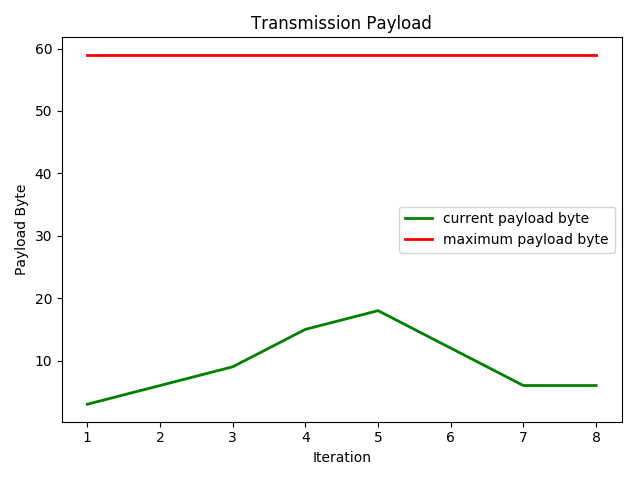 Transmission Payload
60
50
40
30
20
10
Payload Byte
current payload byte
maximum payload byte
1 2 3 4 5 6 7 8
Iteration